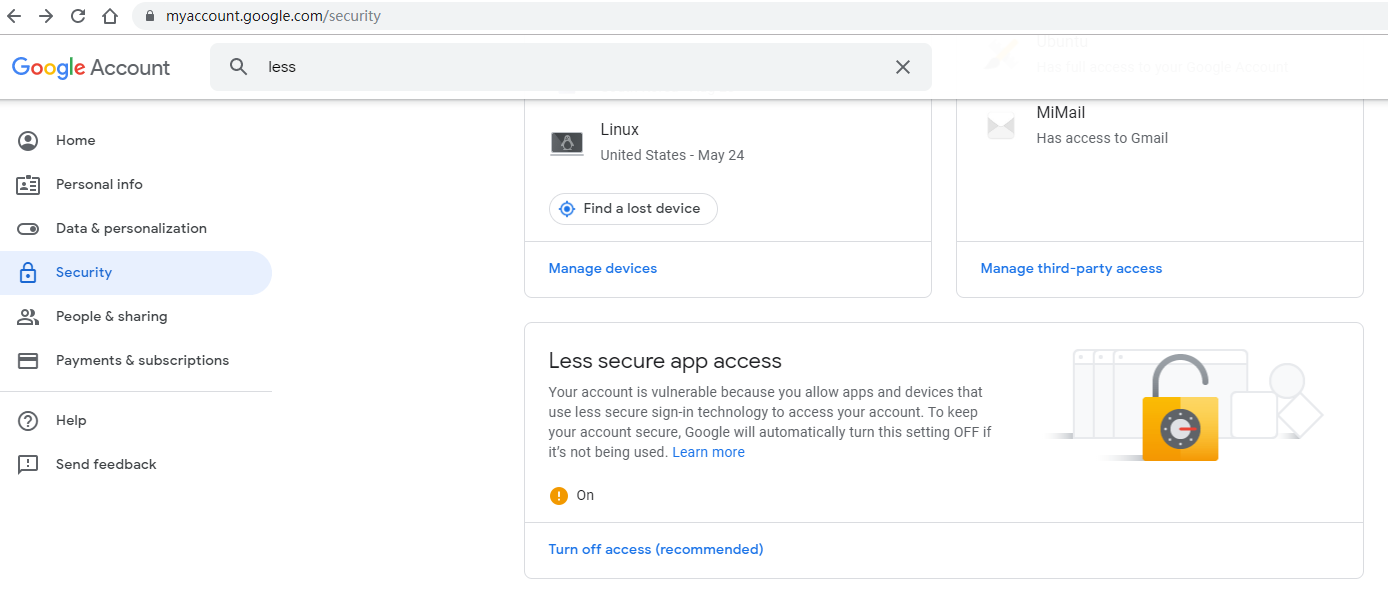 myaccount.google.com/security
Google Account
less
Ubuntu
Has full access to your Google Account
Home
Personal info
Data & personalization
Security
People & sharing
Payments & subscriptions
Help
Send feedback
Linux
United States - May 24
Find a lost device
Manage devices
MiMail
Has access to Gmail
Manage third-party access
Less secure app access
Your account is vulnerable because you allow apps and devices that
use less secure sign-in technology to access your account. To keep
your account secure, Google will automatically turn this setting OFF if
it's not being used. Learn more
On
Turn off access (recommended)